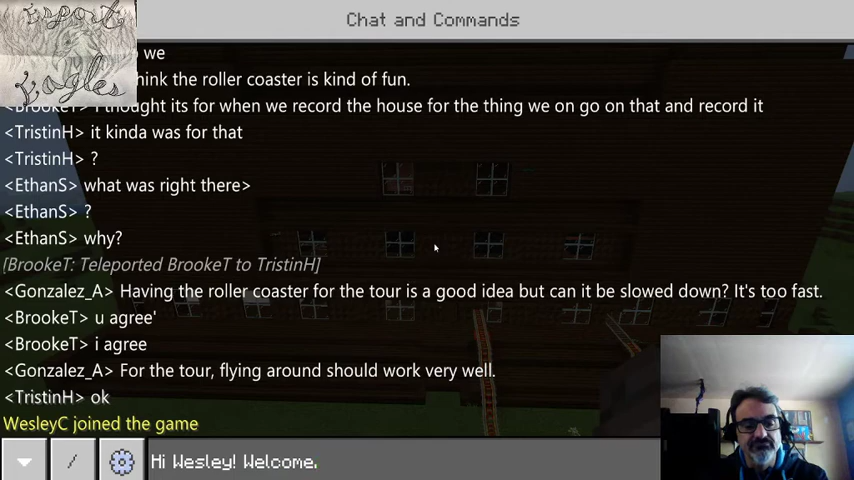 Chat and Commands
Esport
Eagles
we
hink the roller coaster is kind of fun.
<BrookeT> I thought its for when we record the house for the thing we on go on that and record it
<TristinH> it kinda was for that
<TristinH> ?
<EthanS> what was right there>
<EthanS> ?
<EthanS> why?
[BrookeT: Teleported BrookeT to TristinH]
<Gonzalez_A> Having the roller coaster for the tour is a good idea but can it be slowed down? It's too fast.
<BrookeT> u agree'
<BrookeT> i agree
<Gonzalez_A> For the tour, flying around should work very well.
<TristinH> ok
WesleyC joined the game
/
Hi Wesley! Welcome.